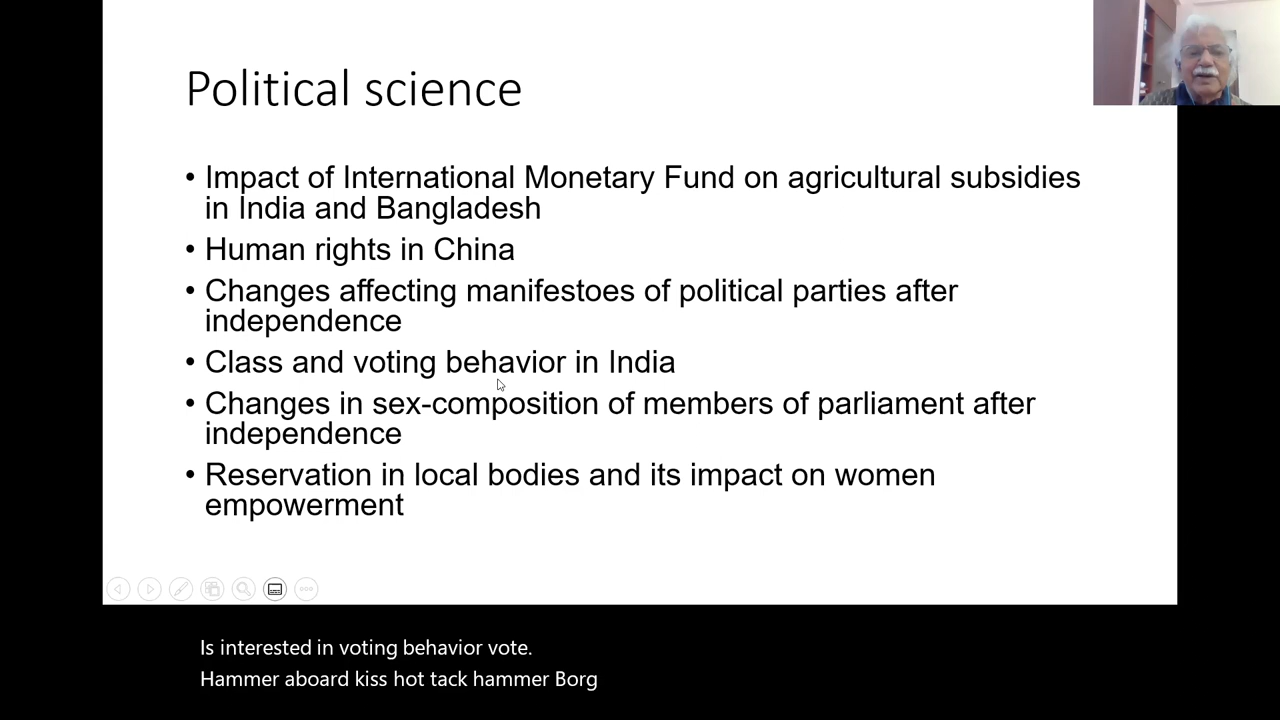 Political science
• Impact of International Monetary Fund on agricultural subsidies
in India and Bangladesh
• Human rights in China
• Changes affecting manifestoes of political parties after
independence
• Class and voting behavior in India
• Changes in sex-composition of members of parliament after
independence
• Reservation in local bodies and its impact on women
empowerment
Is interested in voting behavior vote.
Hammer aboard kiss hot tack hammer Borg